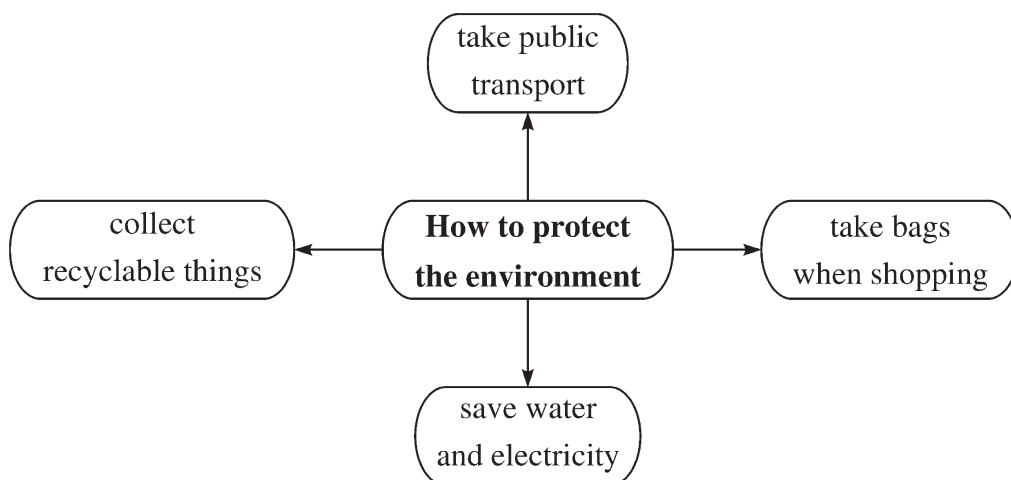 take public
transport
collect
recyclable things
How to protect
the environment
take bags
when shopping
save water
and electricity